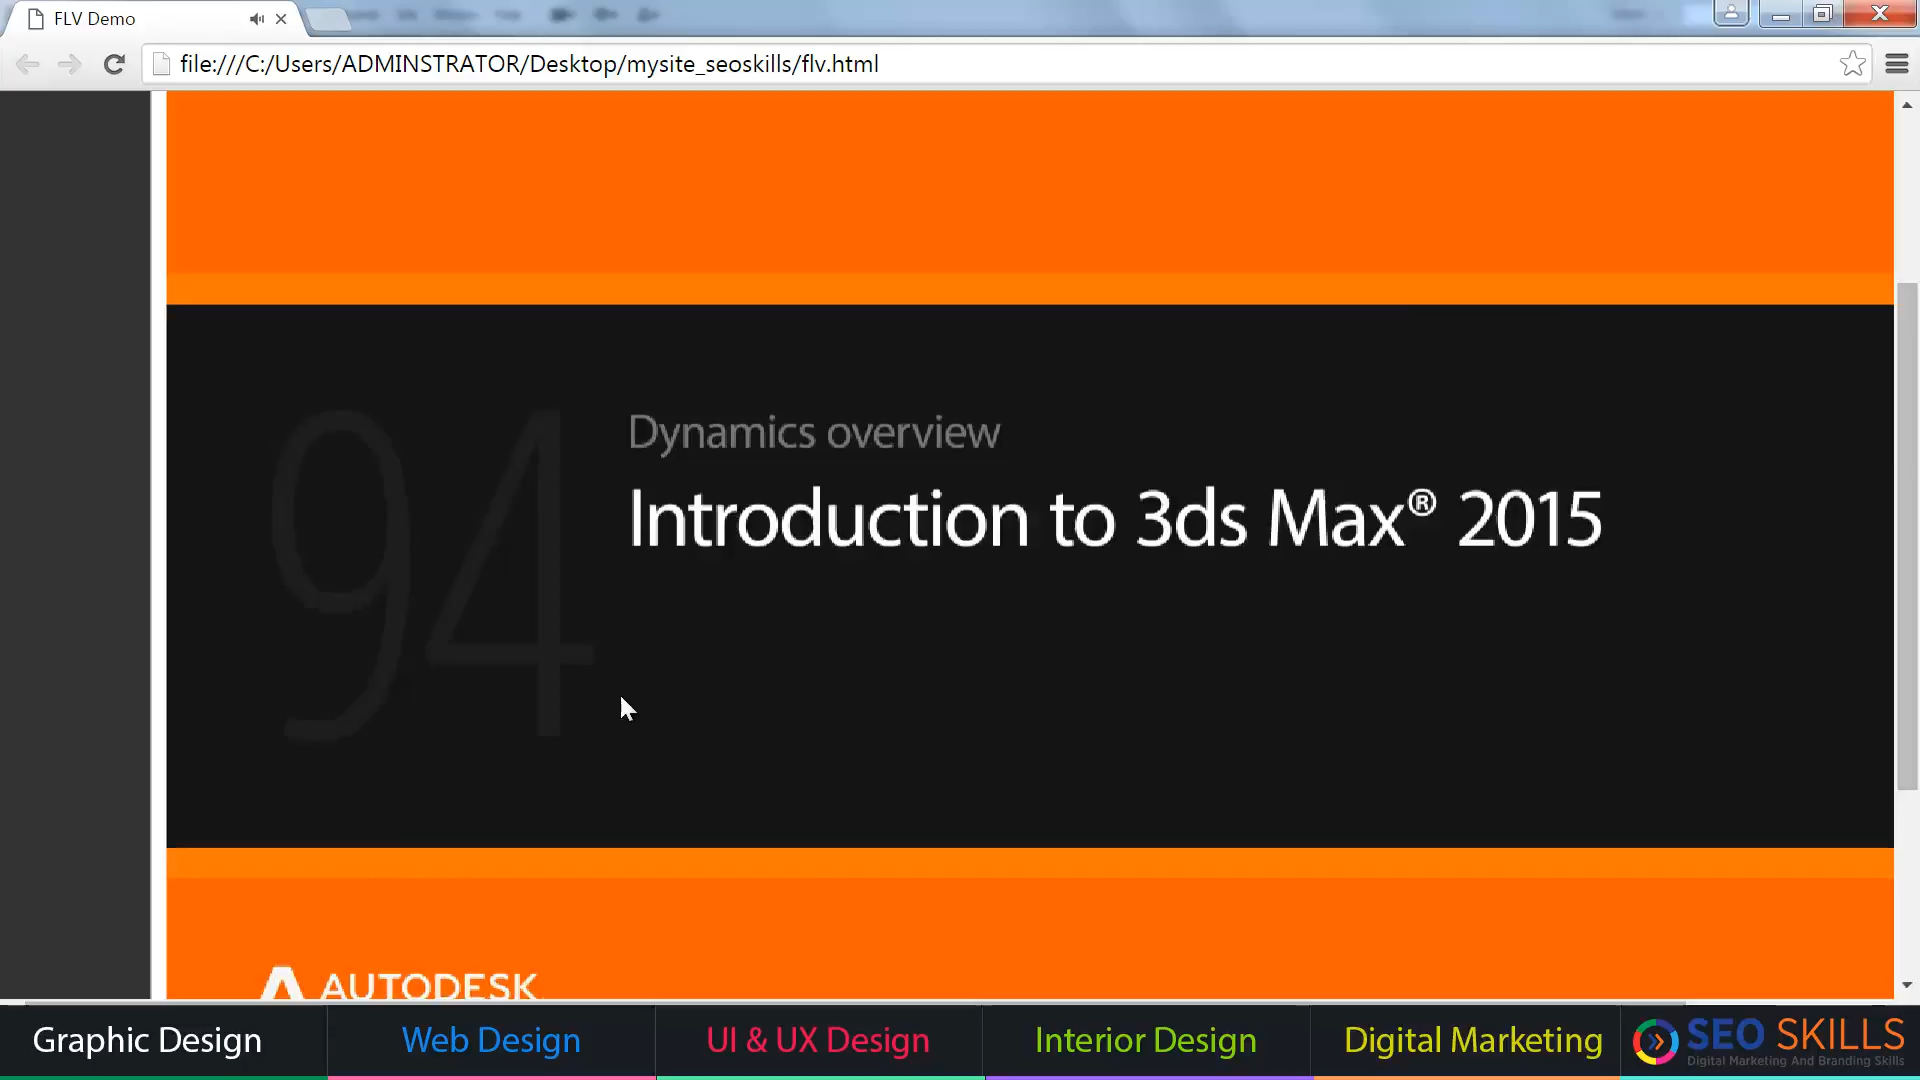 FLV Demo
file:///C:/Users/ADMINSTRATOR/Desktop/mysite_seoskills/flv.html
94
Dynamics overview
Introduction to 3ds Max® 2015
AUTODESK
Graphic Design
Web Design
UI & UX Design
Interior Design
Digital Marketing
SEO SKILLS
Digital Marketing And Branding Skills